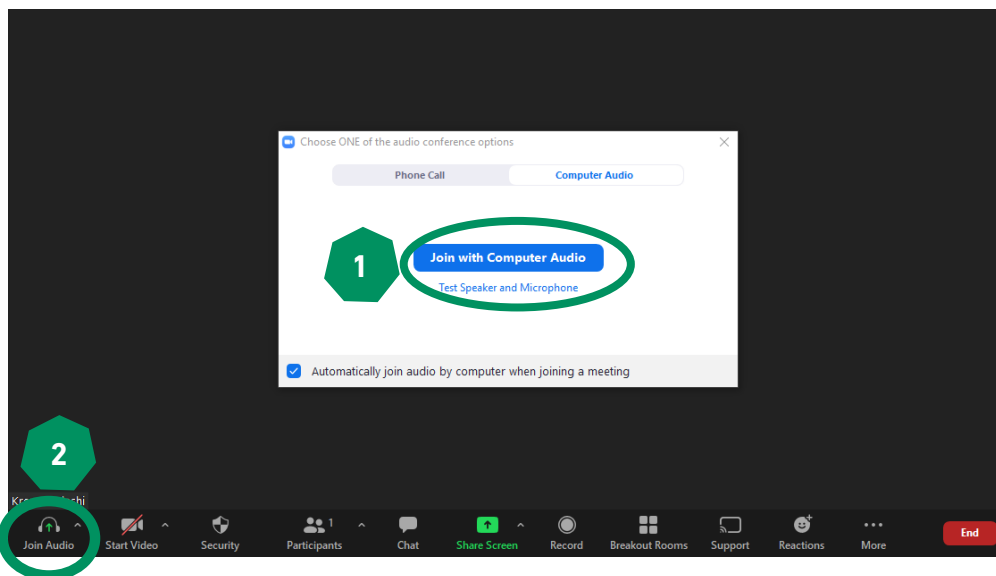 Choose ONE of the audio conference options
Phone Call
Computer Audio
1
Join with Computer Audio
Test Speaker and Microphone
Automatically join audio by computer when joining a meeting
2
1
Join Audio
Start Video
Security
Participants
Chat
Share Screen
Record
Breakout Rooms
Support
Reactions
More
End